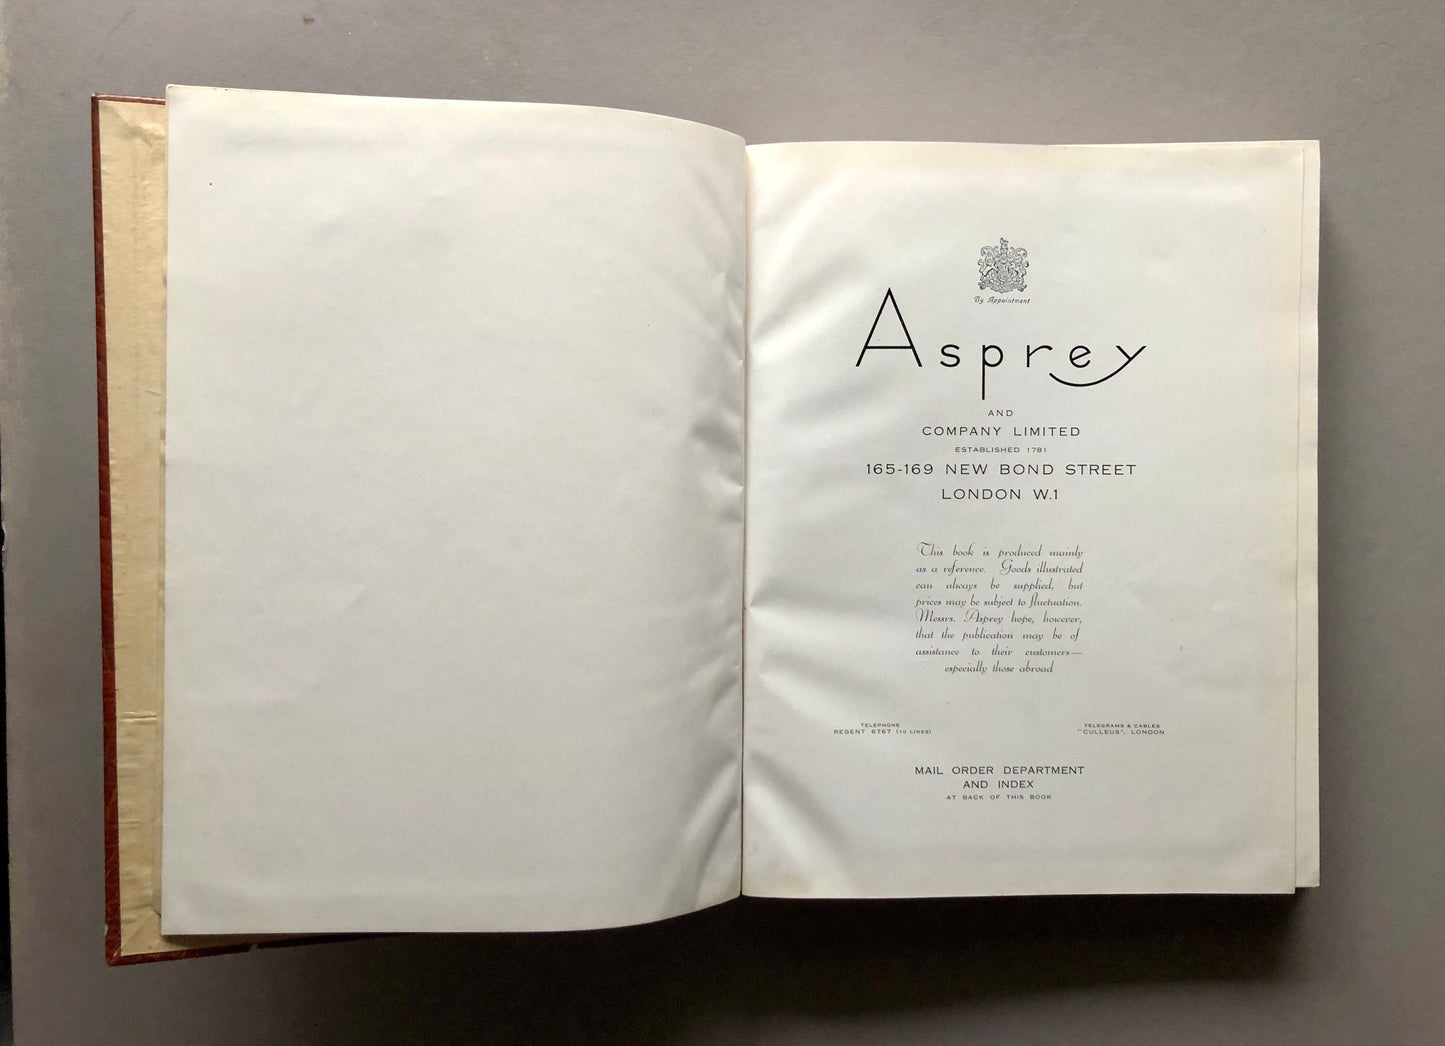 By Appointment
Asprey
AND
COMPANY LIMITED
ESTABLISHED 1781
165-169 NEW BOND STREET
LONDON W.1
This book is produced mainly
as a reference. Goods illustrated
can always be supplied, but
prices may be subject to fluctuation.
Messrs. Asprey hope, however,
that the publication may be of
assistance to their customers—
especially those abroad
TELEPHONE
REGENT 6767 (10 LINES)
TELEGRAMS & CABLES
"CULLEUS", LONDON
MAIL ORDER DEPARTMENT
AND INDEX
AT BACK OF THIS BOOK